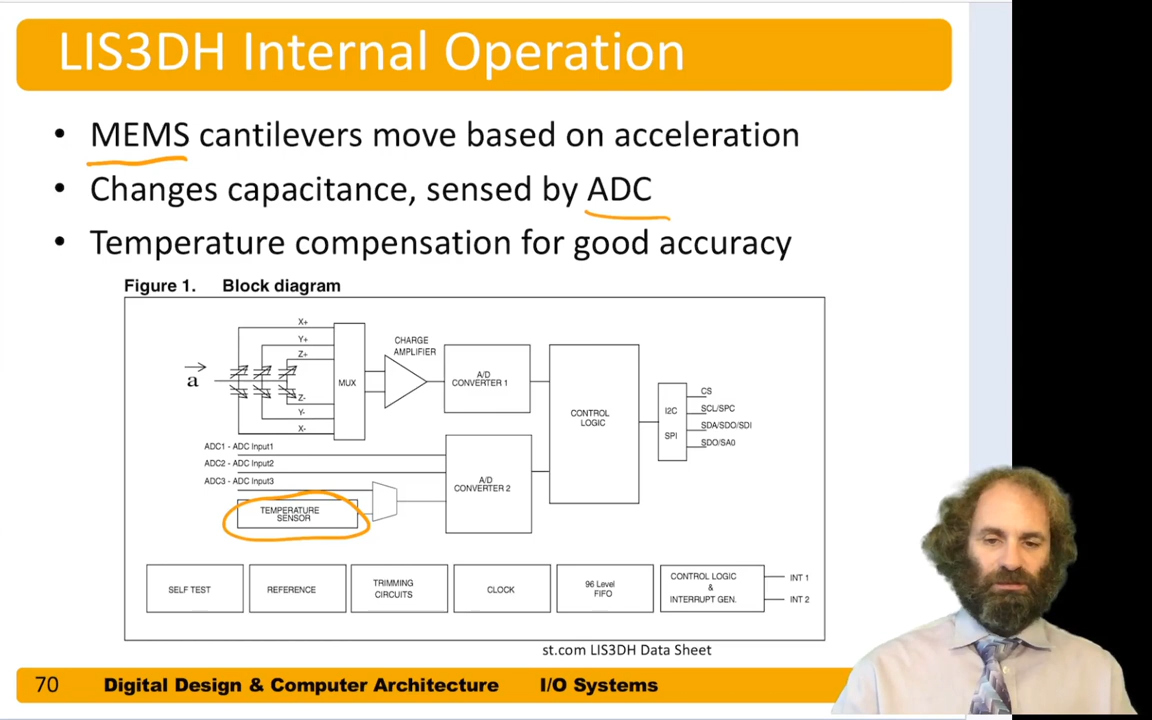 LIS3DH Internal Operation
• MEMS cantilevers move based on acceleration
• Changes capacitance, sensed by ADC
• Temperature compensation for good accuracy
Figure 1. Block diagram
X+
Y+
Z+
a
MUX
CHARGE
AMPLIFIER
A/D
CONVERTER 1
CONTROL
LOGIC
I2C
SPI
CS
SCL/SPC
SDA/SDO/SDI
SDO/SA0
Z-
Y-
X-
ADC1 - ADC Input1
ADC2 - ADC Input2
ADC3 - ADC Input3
A/D
CONVERTER 2
TEMPERATURE
SENSOR
SELF TEST
REFERENCE
TRIMMING
CIRCUITS
CLOCK
96 Level
FIFO
CONTROL LOGIC
&
INTERRUPT GEN.
INT 1
INT 2
st.com LIS3DH Data Sheet
70 Digital Design & Computer Architecture I/O Systems